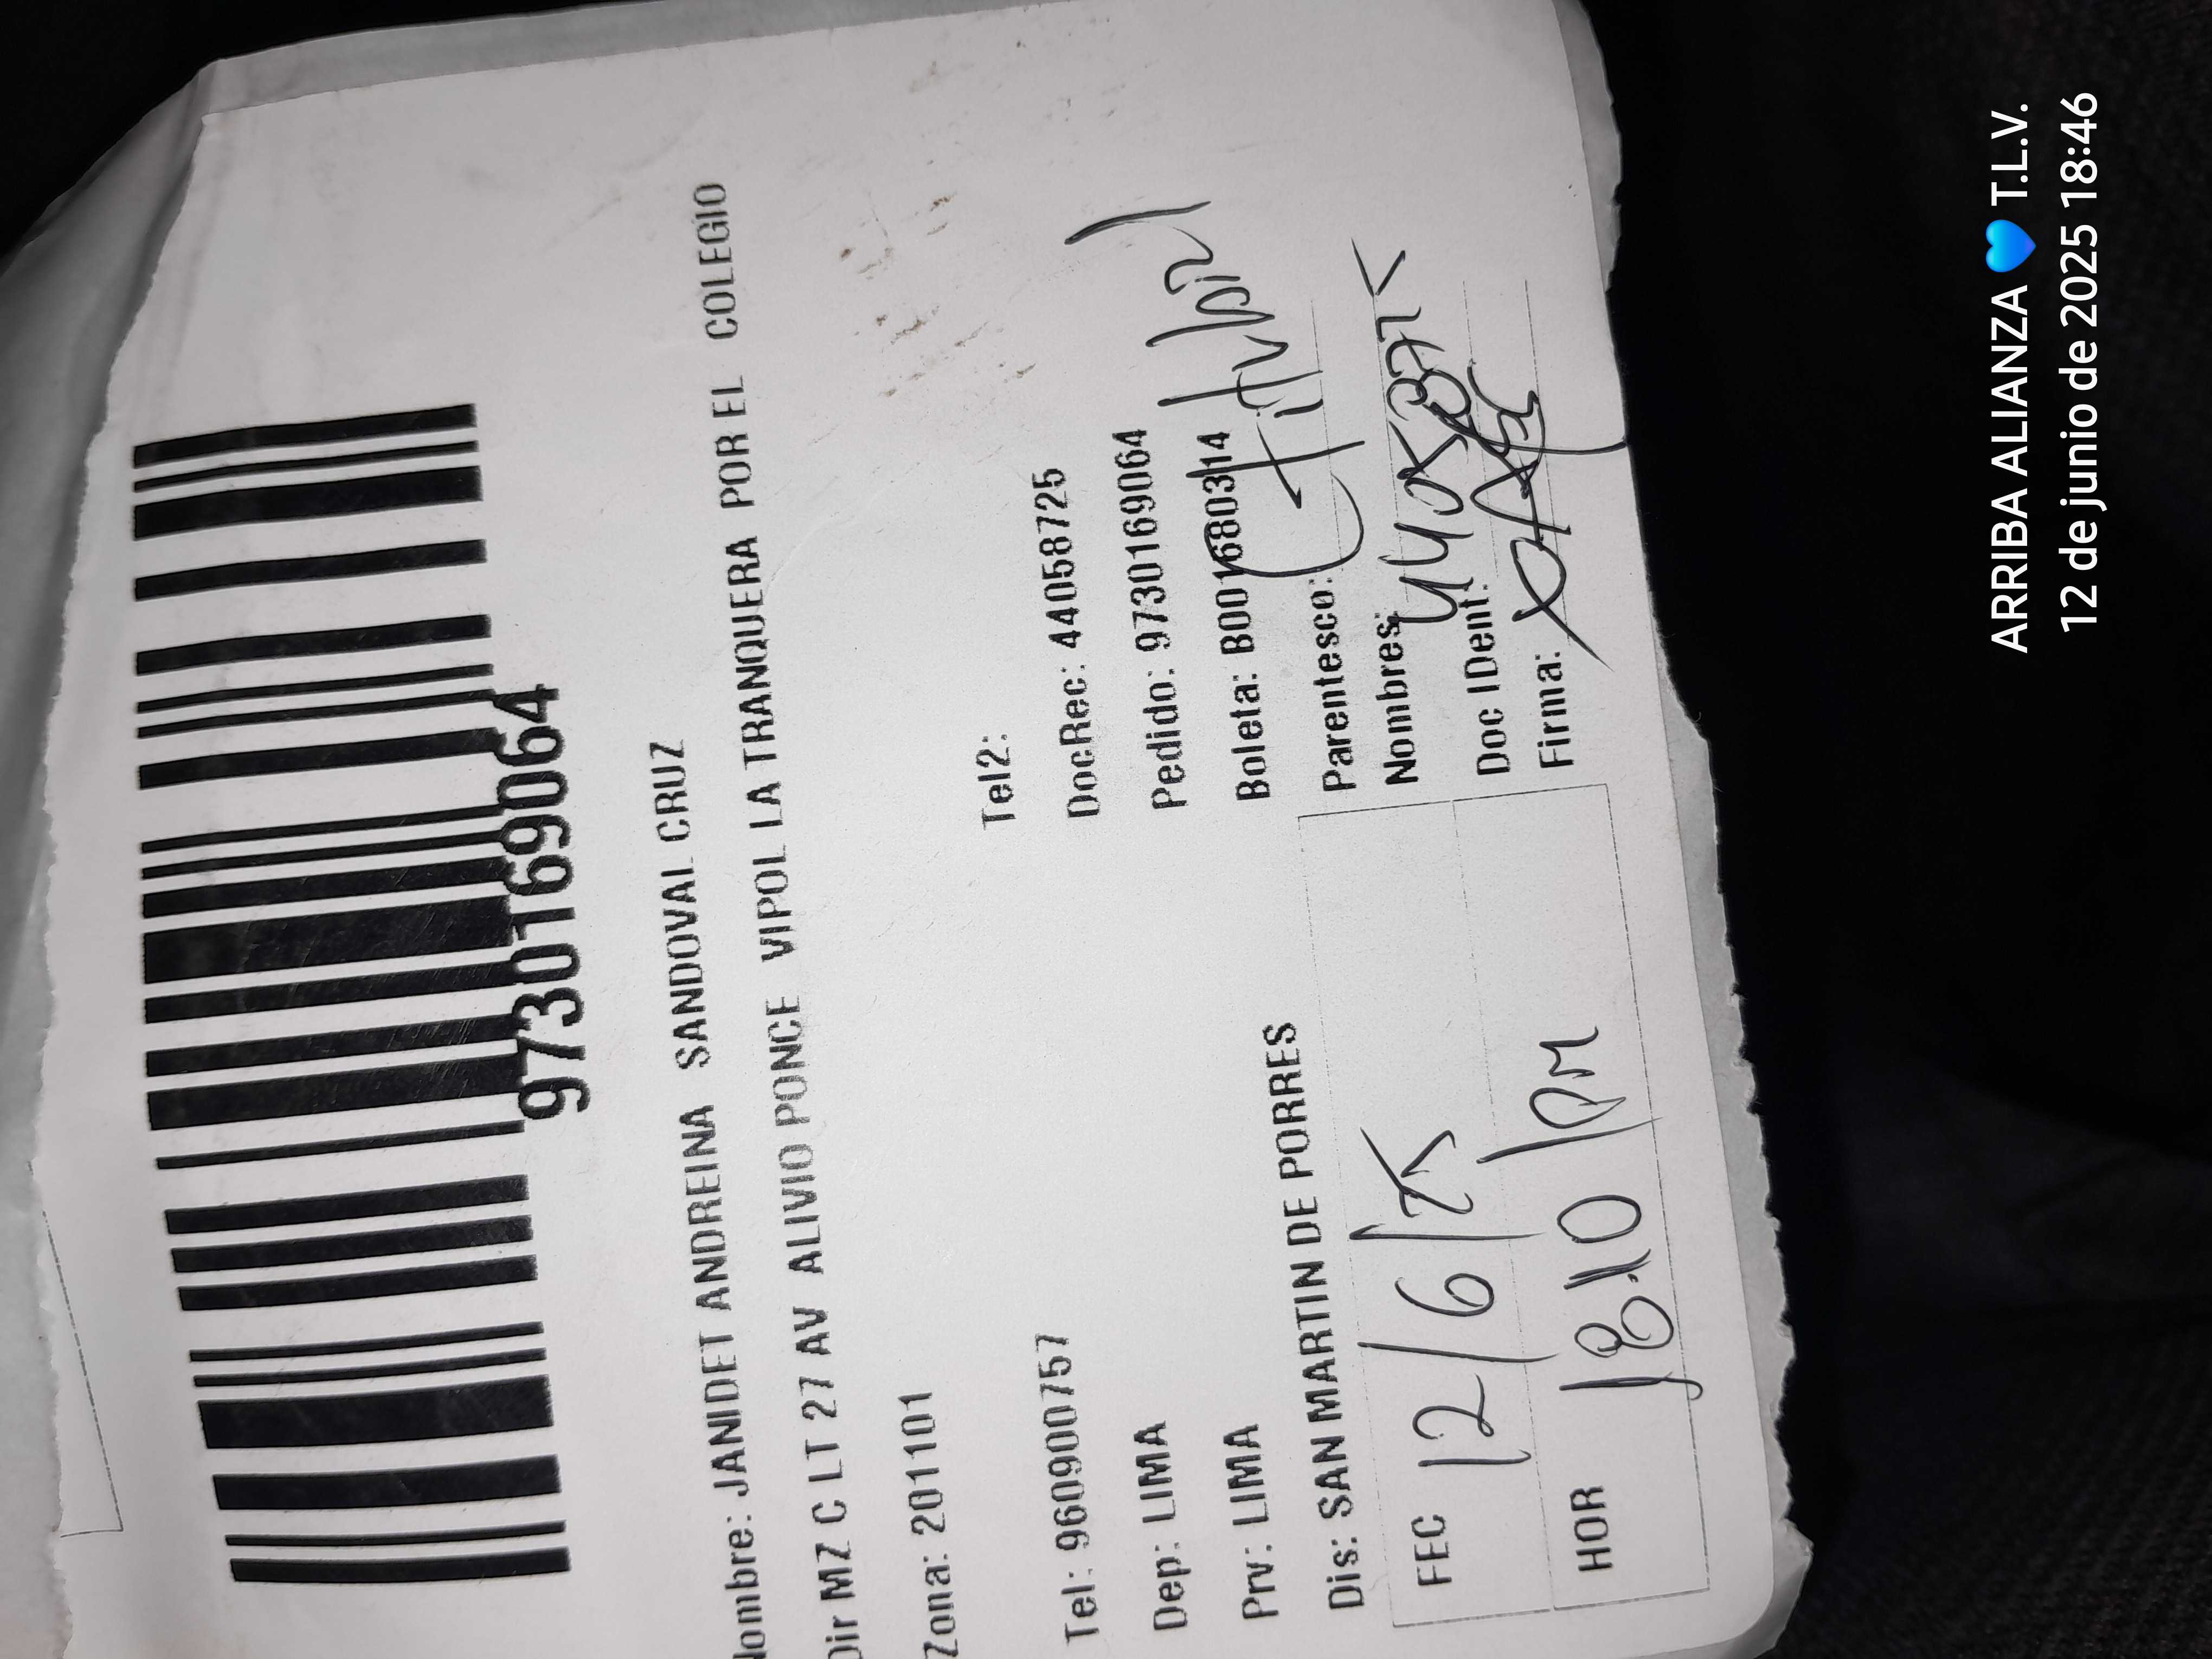 9730169064
Nombre: JANIDET ANDREINA SANDOVAL CRUZ
Dir MZ C LT 27 AV ALIVIO PONCE VIPOL LA TRANQUERA POR EL COLEGIO
Zona: 201101
Tel: 960900757 Tel2:
Dep: LIMA DocRec: 44058725
Prv: LIMA Pedido: 9730169064
Dis: SAN MARTIN DE PORRES Boleta: B0016803114
Parentesco: (Titular)
FEC 12/6/25 Nombres:
Doc IDent: 44058725
HOR 18:10 pm Firma:
ARRIBA ALIANZA 💙 T.L.V.
12 de junio de 2025 18:46